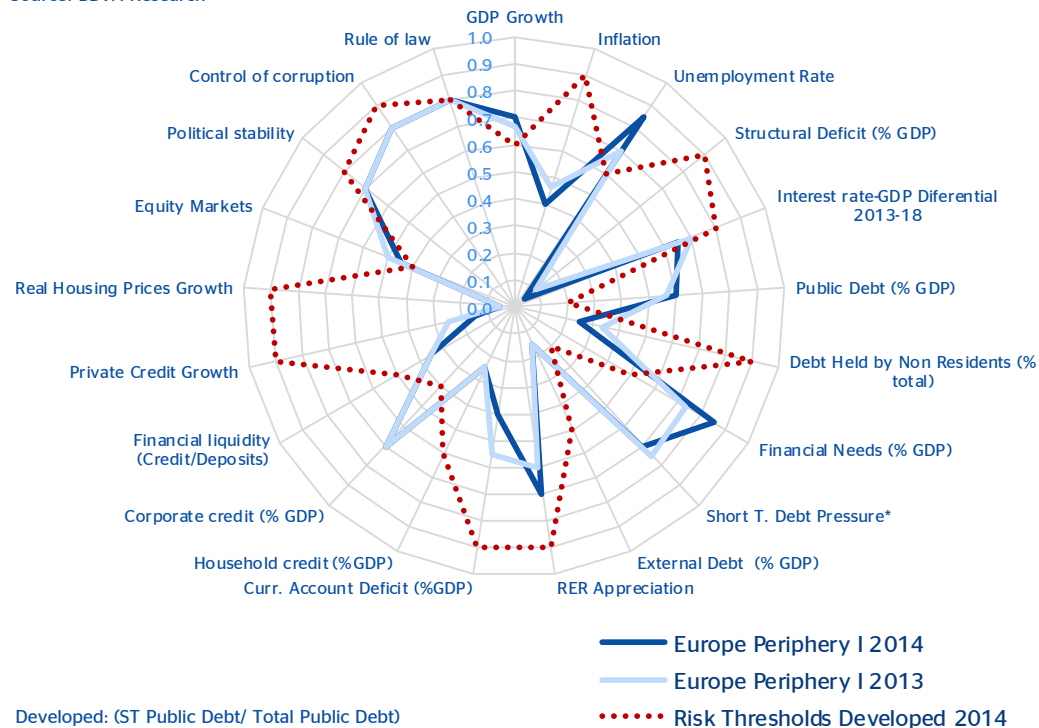 GDP Growth
Inflation
Unemployment Rate
Structural Deficit (% GDP)
Interest rate-GDP Diferential
2013-18
Public Debt (% GDP)
Debt Held by Non Residents (%
total)
Financial Needs (% GDP)
Short T. Debt Pressure*
External Debt (% GDP)
RER Appreciation
Curr. Account Deficit (%GDP)
Household credit (%GDP)
Corporate credit (% GDP)
Financial liquidity
(Credit/Deposits)
Private Credit Growth
Real Housing Prices Growth
Equity Markets
Political stability
Control of corruption
Rule of law
1.0
0.9
0.8
0.7
0.6
0.5
0.4
0.3
0.2
0.1
0.0
Europe Periphery I 2014
Europe Periphery I 2013
Risk Thresholds Developed 2014
Developed: (ST Public Debt/ Total Public Debt)